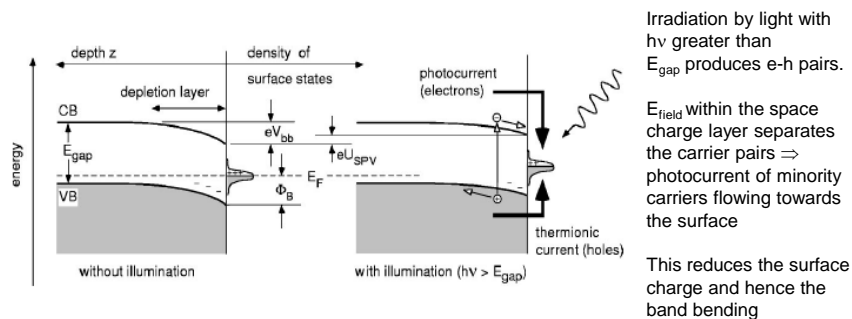 depth z
density of
surface states
depletion layer
CB
E_gap
VB
energy
eV_bb
eU_SPV
E_F
Φ_B
without illumination
photocurrent
(electrons)
thermionic
current (holes)
with illumination (hν > E_gap)
Irradiation by light with
hν greater than
E_gap produces e-h pairs.
E_field within the space
charge layer separates
the carrier pairs ⇒
photocurrent of minority
carriers flowing towards
the surface
This reduces the surface
charge and hence the
band bending